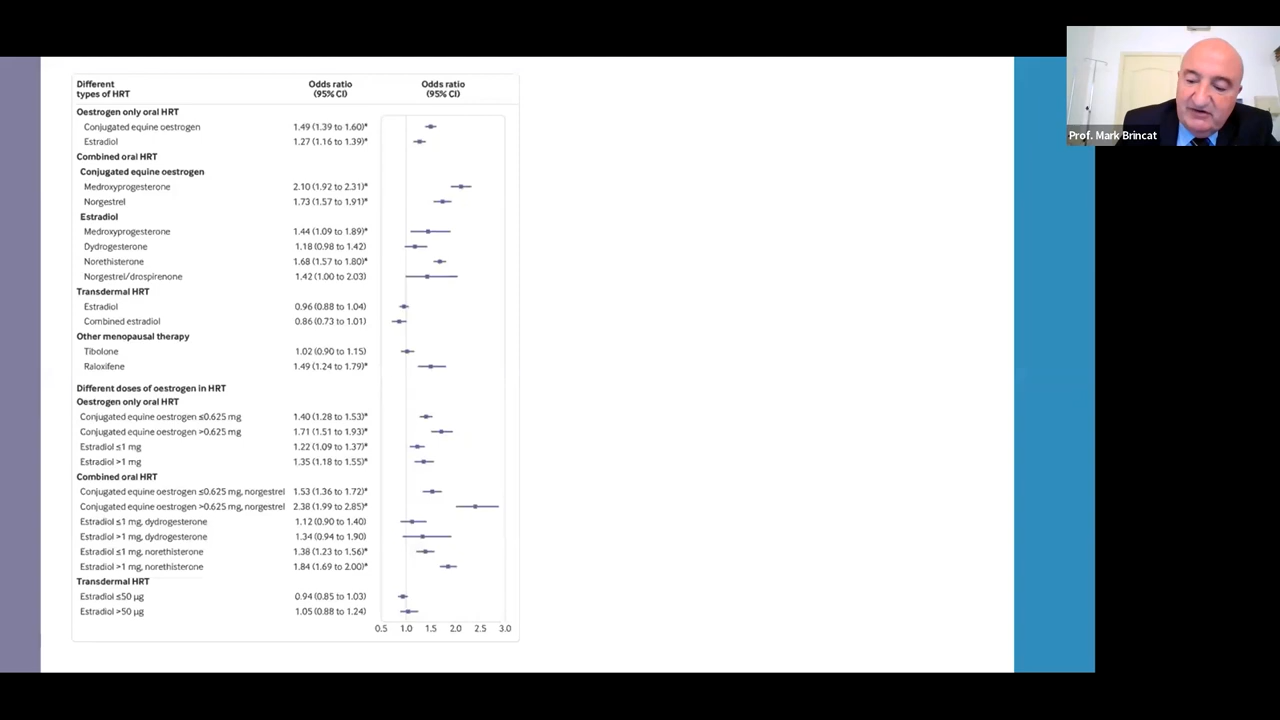 Different Odds ratio Odds ratio
types of HRT (95% CI) (95% CI)
Oestrogen only oral HRT
Conjugated equine oestrogen 1.49 (1.39 to 1.60)*
Estradiol 1.27 (1.16 to 1.39)*
Combined oral HRT
Conjugated equine oestrogen
Medroxyprogesterone 2.10 (1.92 to 2.31)*
Norgestrel 1.73 (1.57 to 1.91)*
Estradiol
Medroxyprogesterone 1.44 (1.09 to 1.89)*
Dydrogesterone 1.18 (0.98 to 1.42)
Norethisterone 1.68 (1.57 to 1.80)*
Norgestrel/drospirenone 1.42 (1.00 to 2.03)
Transdermal HRT
Estradiol 0.96 (0.88 to 1.04)
Combined estradiol 0.86 (0.73 to 1.01)
Other menopausal therapy
Tibolone 1.02 (0.90 to 1.15)
Raloxifene 1.49 (1.24 to 1.79)*
Different doses of oestrogen in HRT
Oestrogen only oral HRT
Conjugated equine oestrogen ≤0.625 mg 1.40 (1.28 to 1.53)*
Conjugated equine oestrogen >0.625 mg 1.71 (1.51 to 1.93)*
Estradiol ≤1 mg 1.22 (1.09 to 1.37)*
Estradiol >1 mg 1.35 (1.18 to 1.55)*
Combined oral HRT
Conjugated equine oestrogen ≤0.625 mg, norgestrel 1.53 (1.36 to 1.72)*
Conjugated equine oestrogen >0.625 mg, norgestrel 2.38 (1.99 to 2.85)*
Estradiol ≤1 mg, dydrogesterone 1.12 (0.90 to 1.40)
Estradiol >1 mg, dydrogesterone 1.34 (0.94 to 1.90)
Estradiol ≤1 mg, norethisterone 1.38 (1.23 to 1.56)*
Estradiol >1 mg, norethisterone 1.84 (1.69 to 2.00)*
Transdermal HRT
Estradiol ≤50 µg 0.94 (0.85 to 1.03)
Estradiol >50 µg 1.05 (0.88 to 1.24)
0.5 1.0 1.5 2.0 2.5 3.0
Prof. Mark Brincat